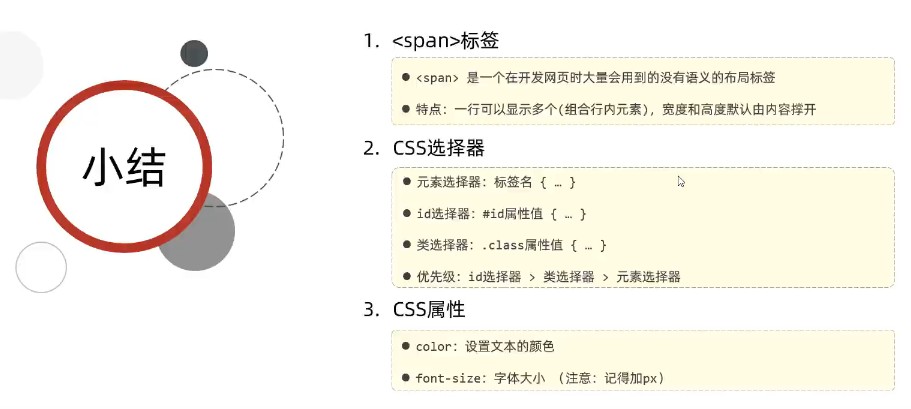 小结
1. <span>标签
● <span> 是一个在开发网页时大量会用到的没有语义的布局标签
● 特点：一行可以显示多个(组合行内元素)，宽度和高度默认由内容撑开
2. CSS选择器
● 元素选择器：标签名 { … }
● id选择器：#id属性值 { … }
● 类选择器：.class属性值 { … }
● 优先级：id选择器 > 类选择器 > 元素选择器
3. CSS属性
● color：设置文本的颜色
● font-size：字体大小 (注意：记得加px)